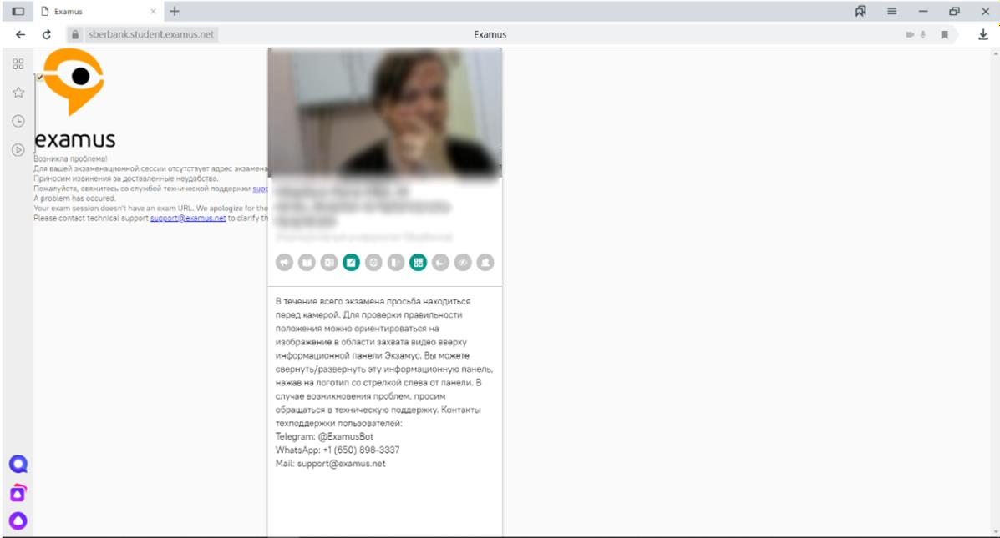 Examus
sberbank.student.examus.net
Examus
examus
Возникла проблема!
Для вашей экзаменационной сессии отсутствует адрес экзамена
Приносим извинения за доставленные неудобства.
Пожалуйста, свяжитесь со службой технической поддержки supp
A problem has occured.
Your exam session doesn't have an exam URL. We apologize for the
Please contact technical support support@examus.net to clarify th
В течение всего экзамена просьба находиться
перед камерой. Для проверки правильности
положения можно ориентироваться на
изображение в области захвата видео вверху
информационной панели Экзамус. Вы можете
свернуть/развернуть эту информационную панель,
нажав на логотип со стрелкой слева от панели. В
случае возникновения проблем, просим
обращаться в техническую поддержку. Контакты
техподдержки пользователей:
Telegram: @ExamusBot
WhatsApp: +1 (650) 898-3337
Mail: support@examus.net